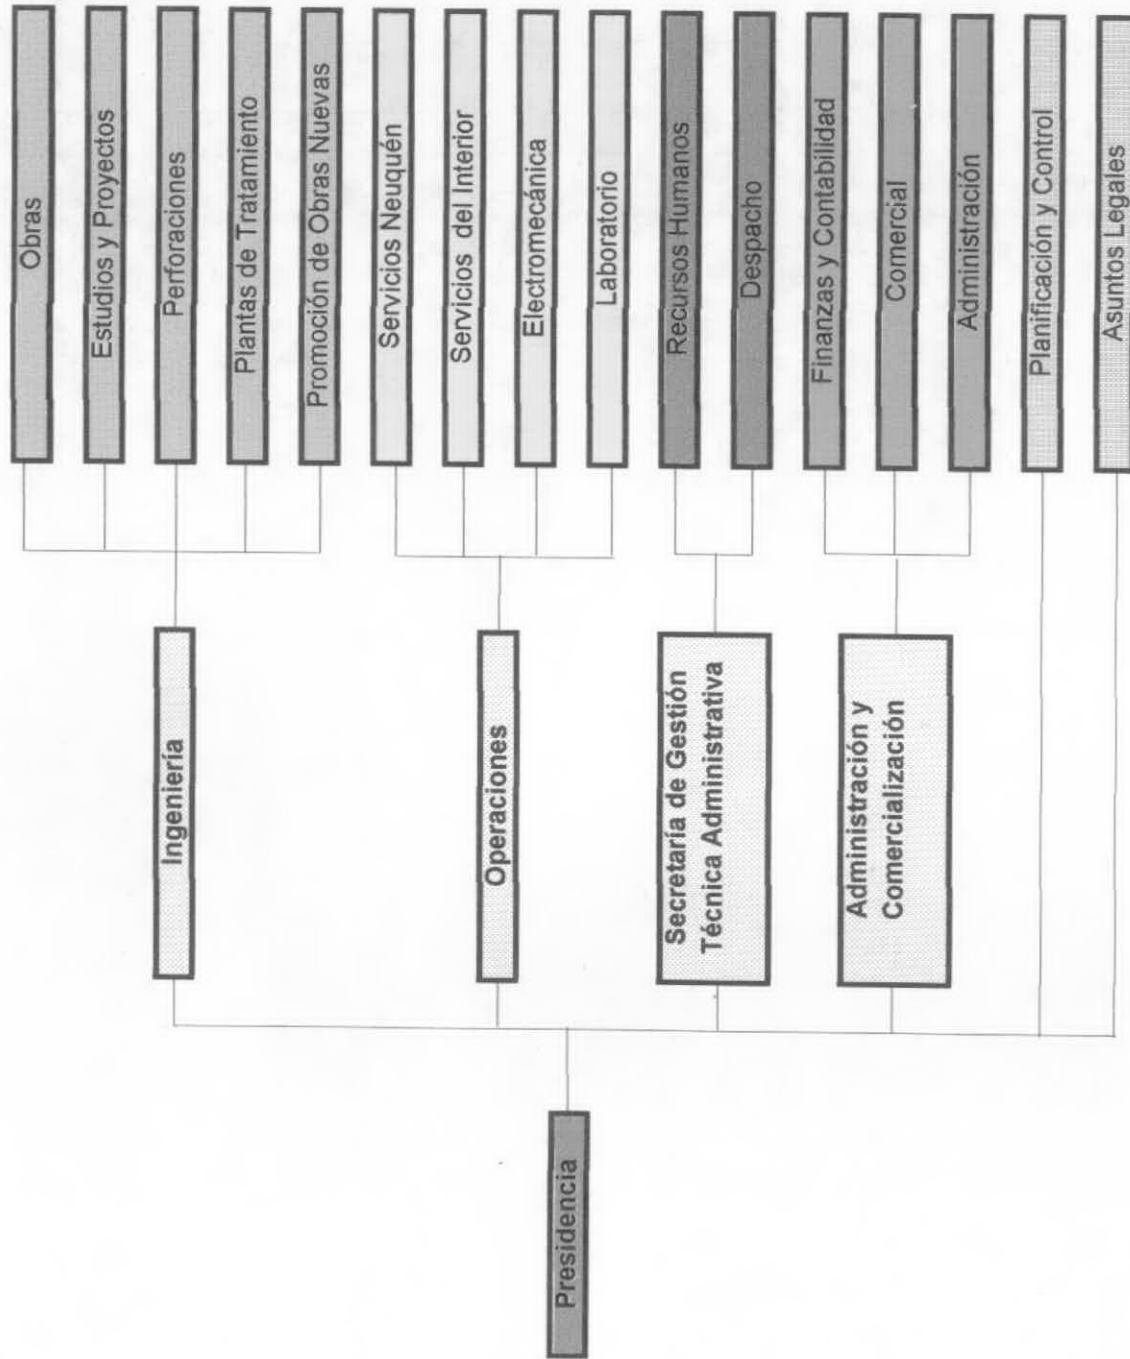 Presidencia
Ingeniería
Operaciones
Secretaría de Gestión
Técnica Administrativa
Administración y
Comercialización
Obras
Estudios y Proyectos
Perforaciones
Plantas de Tratamiento
Promoción de Obras Nuevas
Servicios Neuquén
Servicios del Interior
Electromecánica
Laboratorio
Recursos Humanos
Despacho
Finanzas y Contabilidad
Comercial
Administración
Planificación y Control
Asuntos Legales